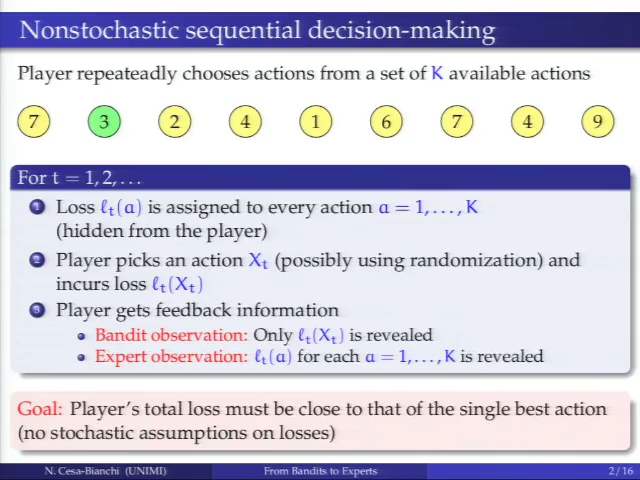 Nonstochastic sequential decision-making
Player repeateadly chooses actions from a set of K available actions
7 3 2 4 1 6 7 4 9
For t = 1, 2, . . .
1 Loss ℓt(a) is assigned to every action a = 1, . . . , K
(hidden from the player)
2 Player picks an action Xt (possibly using randomization) and
incurs loss ℓt(Xt)
3 Player gets feedback information
Bandit observation: Only ℓt(Xt) is revealed
Expert observation: ℓt(a) for each a = 1, . . . , K is revealed
Goal: Player's total loss must be close to that of the single best action
(no stochastic assumptions on losses)
N. Cesa-Bianchi (UNIMI) From Bandits to Experts 2 / 16